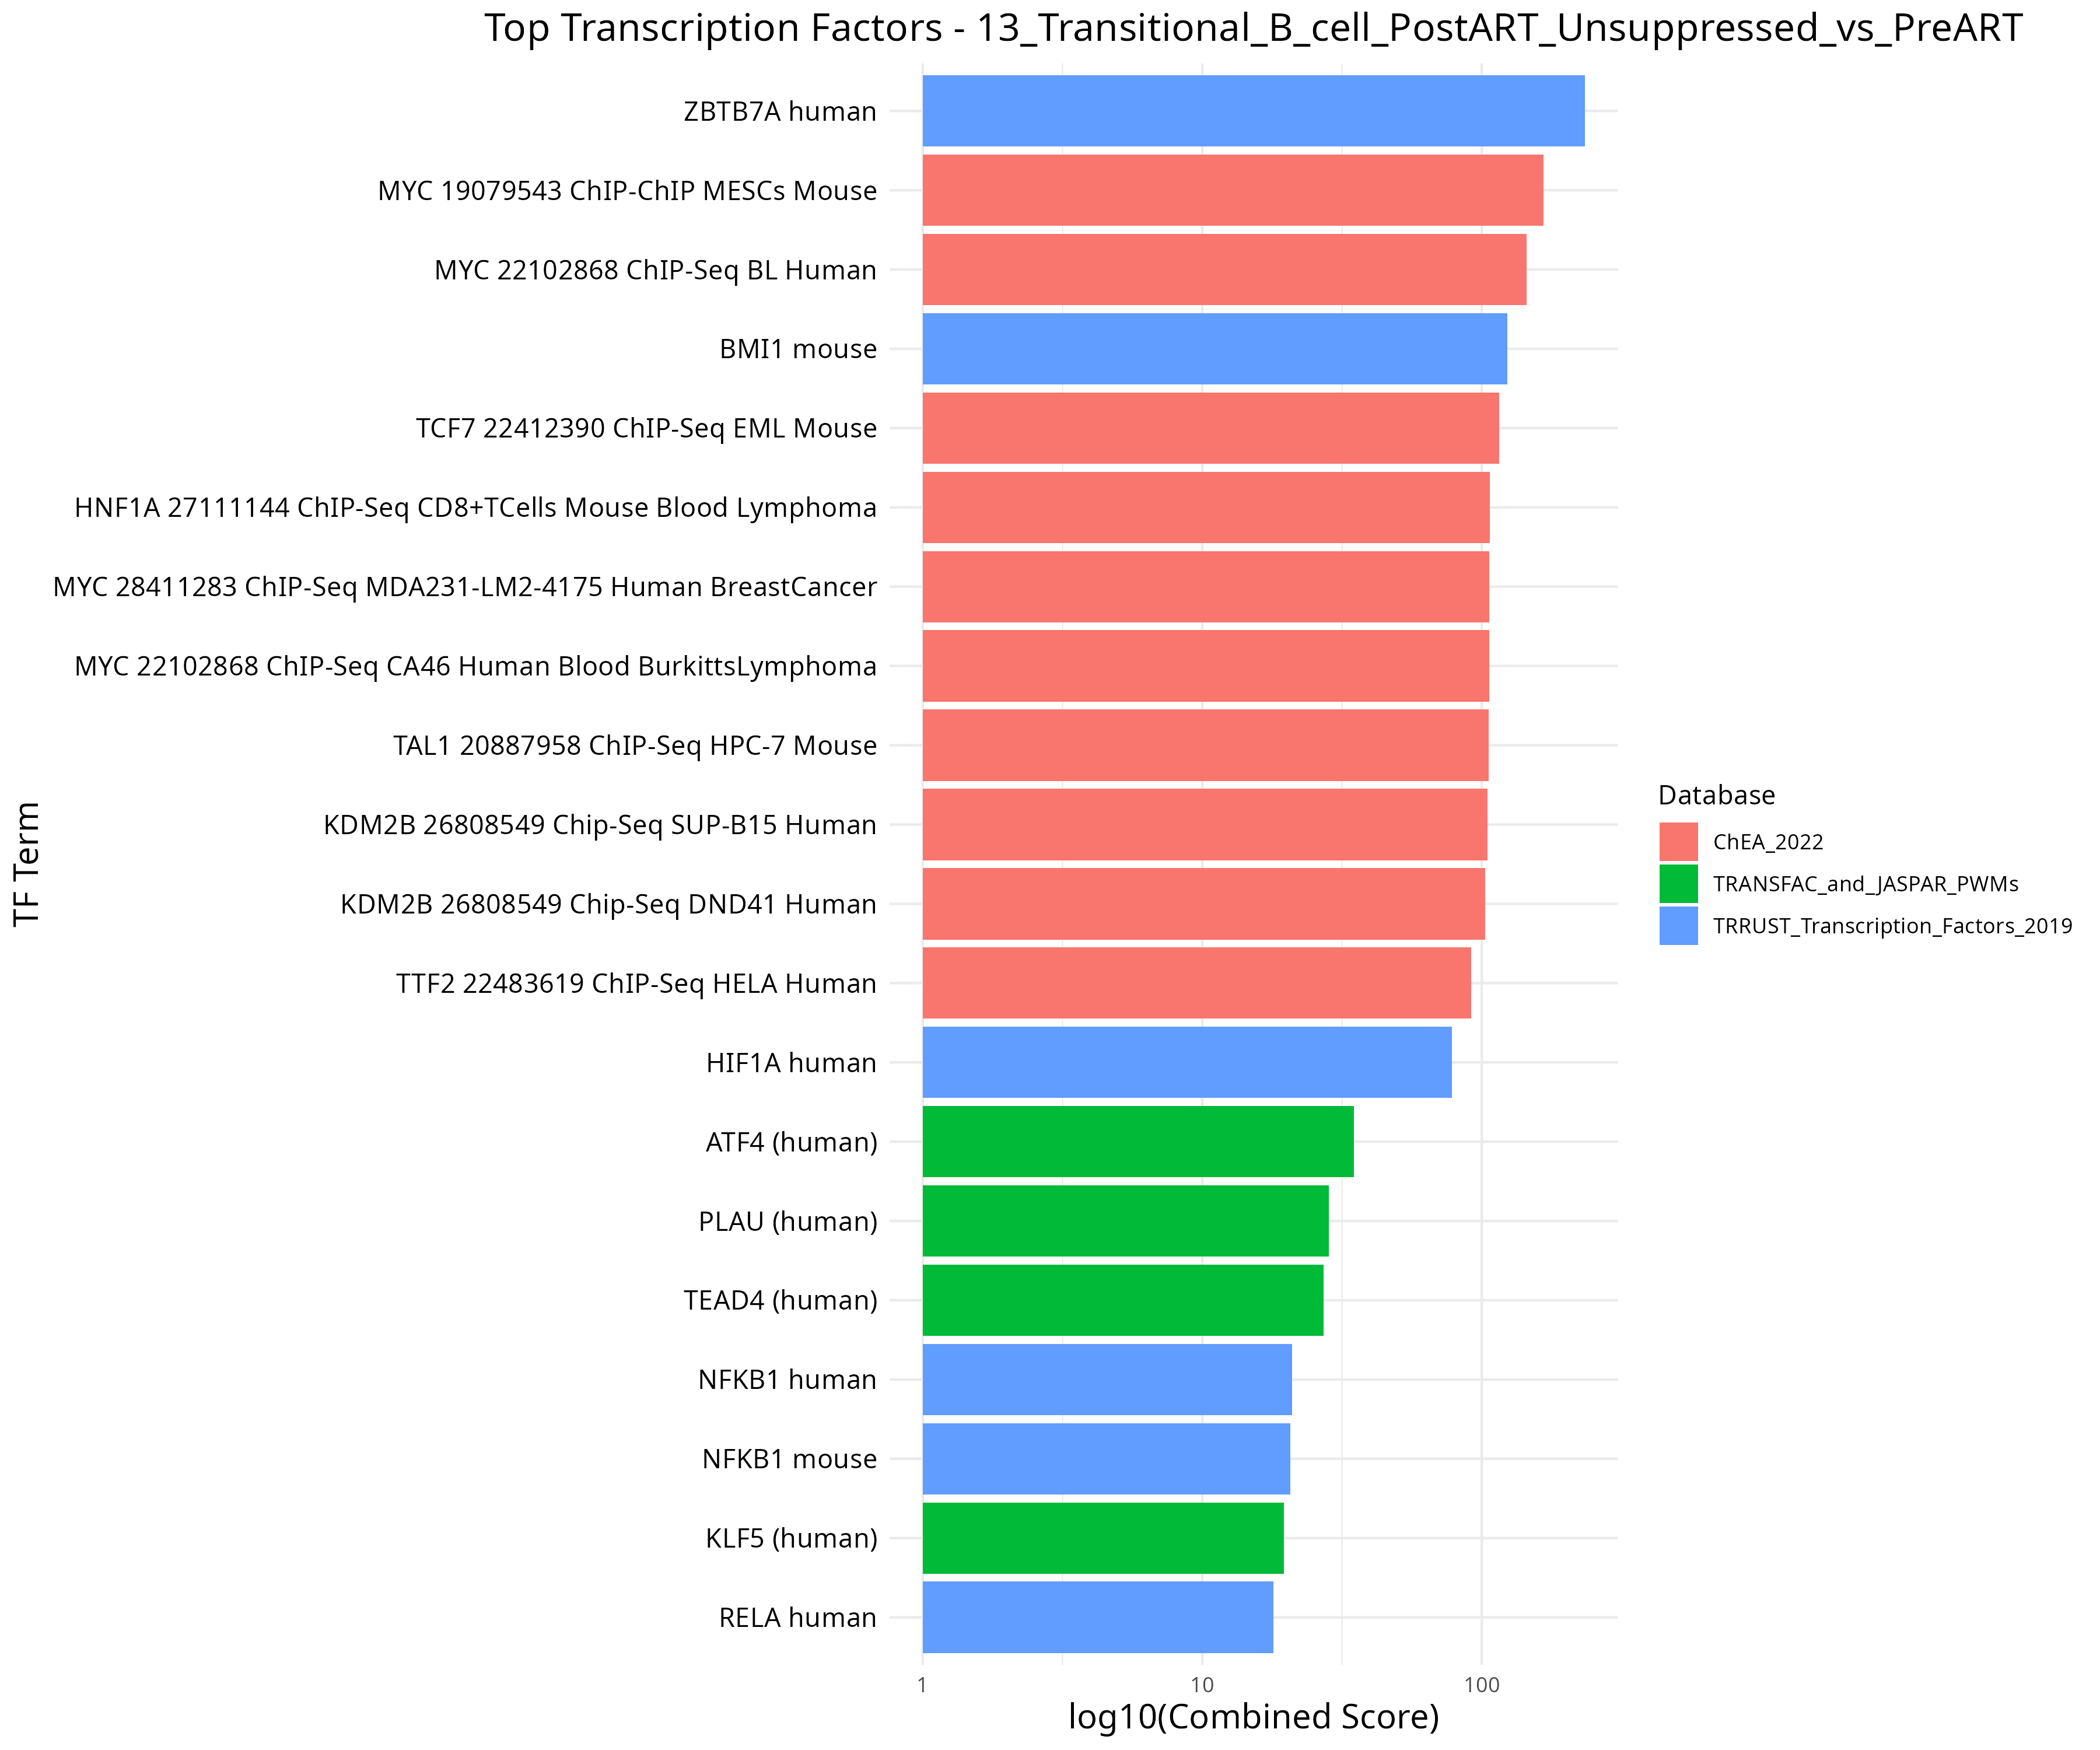 Top Transcription Factors - 13_Transitional_B_cell_PostART_Unsuppressed_vs_PreART
TF Term
ZBTB7A human
MYC 19079543 ChIP-ChIP MESCs Mouse
MYC 22102868 ChIP-Seq BL Human
BMI1 mouse
TCF7 22412390 ChIP-Seq EML Mouse
HNF1A 27111144 ChIP-Seq CD8+TCells Mouse Blood Lymphoma
MYC 28411283 ChIP-Seq MDA231-LM2-4175 Human BreastCancer
MYC 22102868 ChIP-Seq CA46 Human Blood BurkittsLymphoma
TAL1 20887958 ChIP-Seq HPC-7 Mouse
KDM2B 26808549 Chip-Seq SUP-B15 Human
KDM2B 26808549 Chip-Seq DND41 Human
TTF2 22483619 ChIP-Seq HELA Human
HIF1A human
ATF4 (human)
PLAU (human)
TEAD4 (human)
NFKB1 human
NFKB1 mouse
KLF5 (human)
RELA human
1
10
100
log10(Combined Score)
Database
ChEA_2022
TRANSFAC_and_JASPAR_PWMs
TRRUST_Transcription_Factors_2019